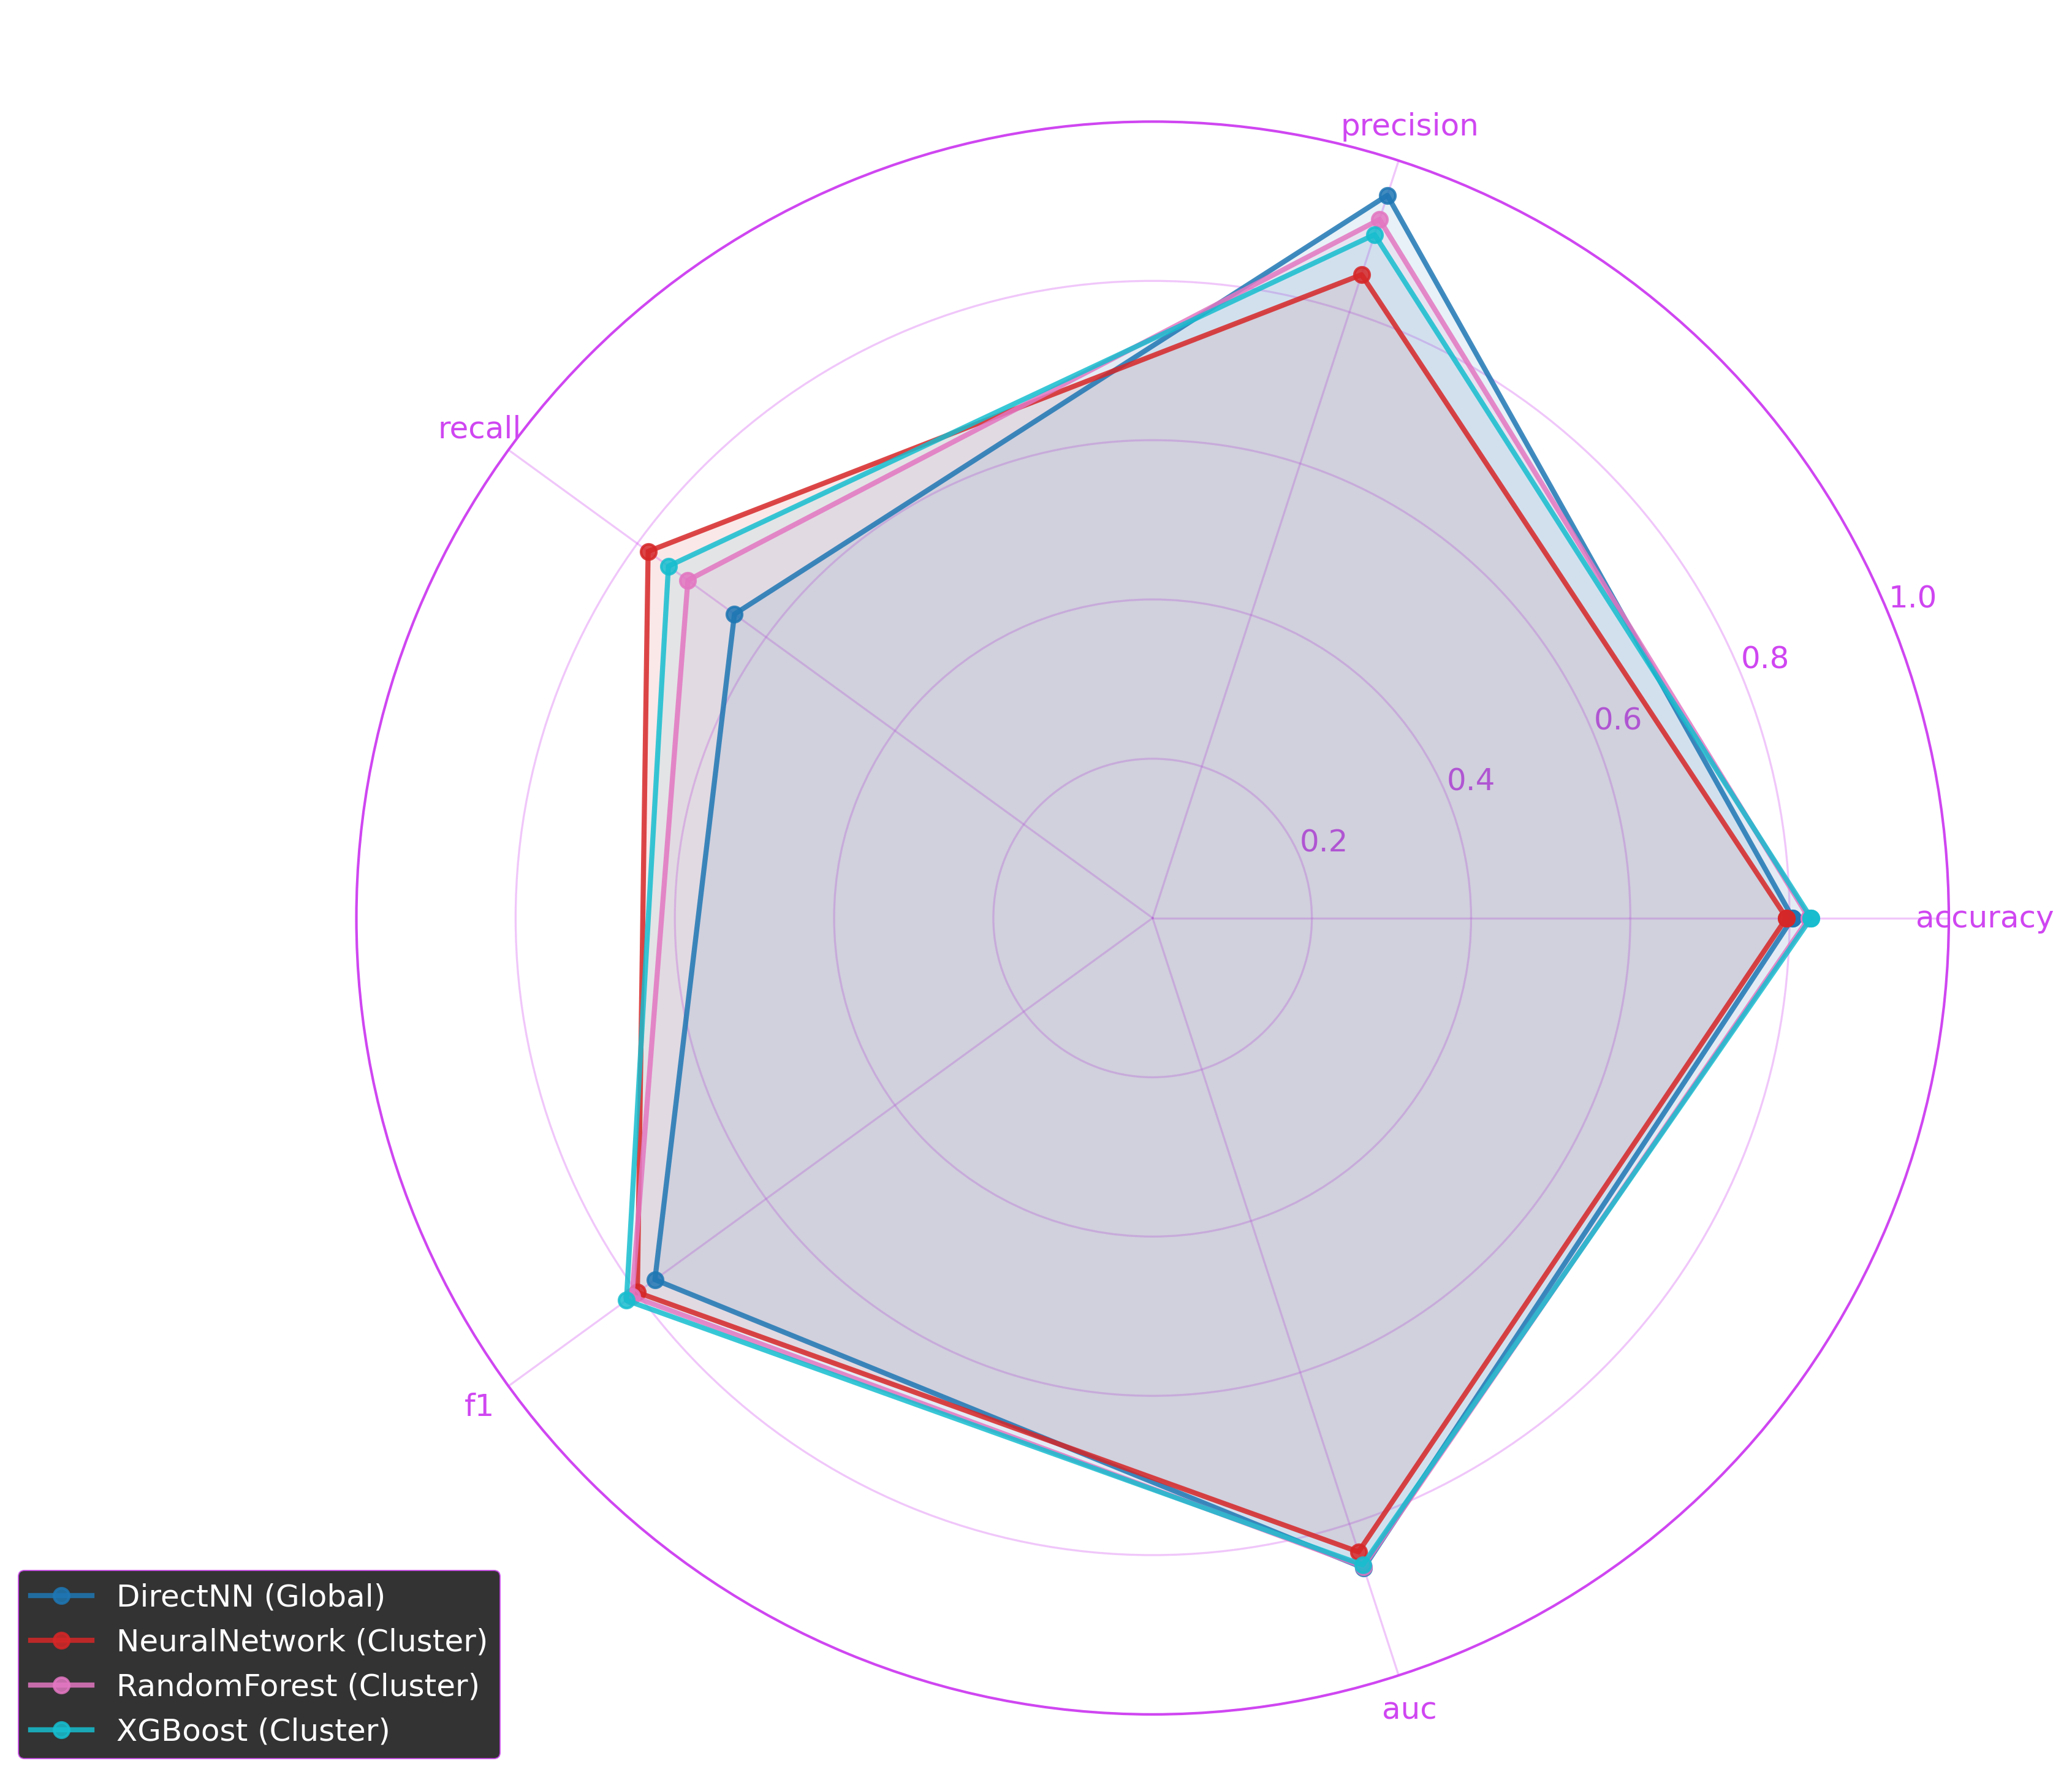 precision
recall
1.0
0.8
0.6
0.4
0.2
accuracy
f1
auc
DirectNN (Global)
NeuralNetwork (Cluster)
RandomForest (Cluster)
XGBoost (Cluster)